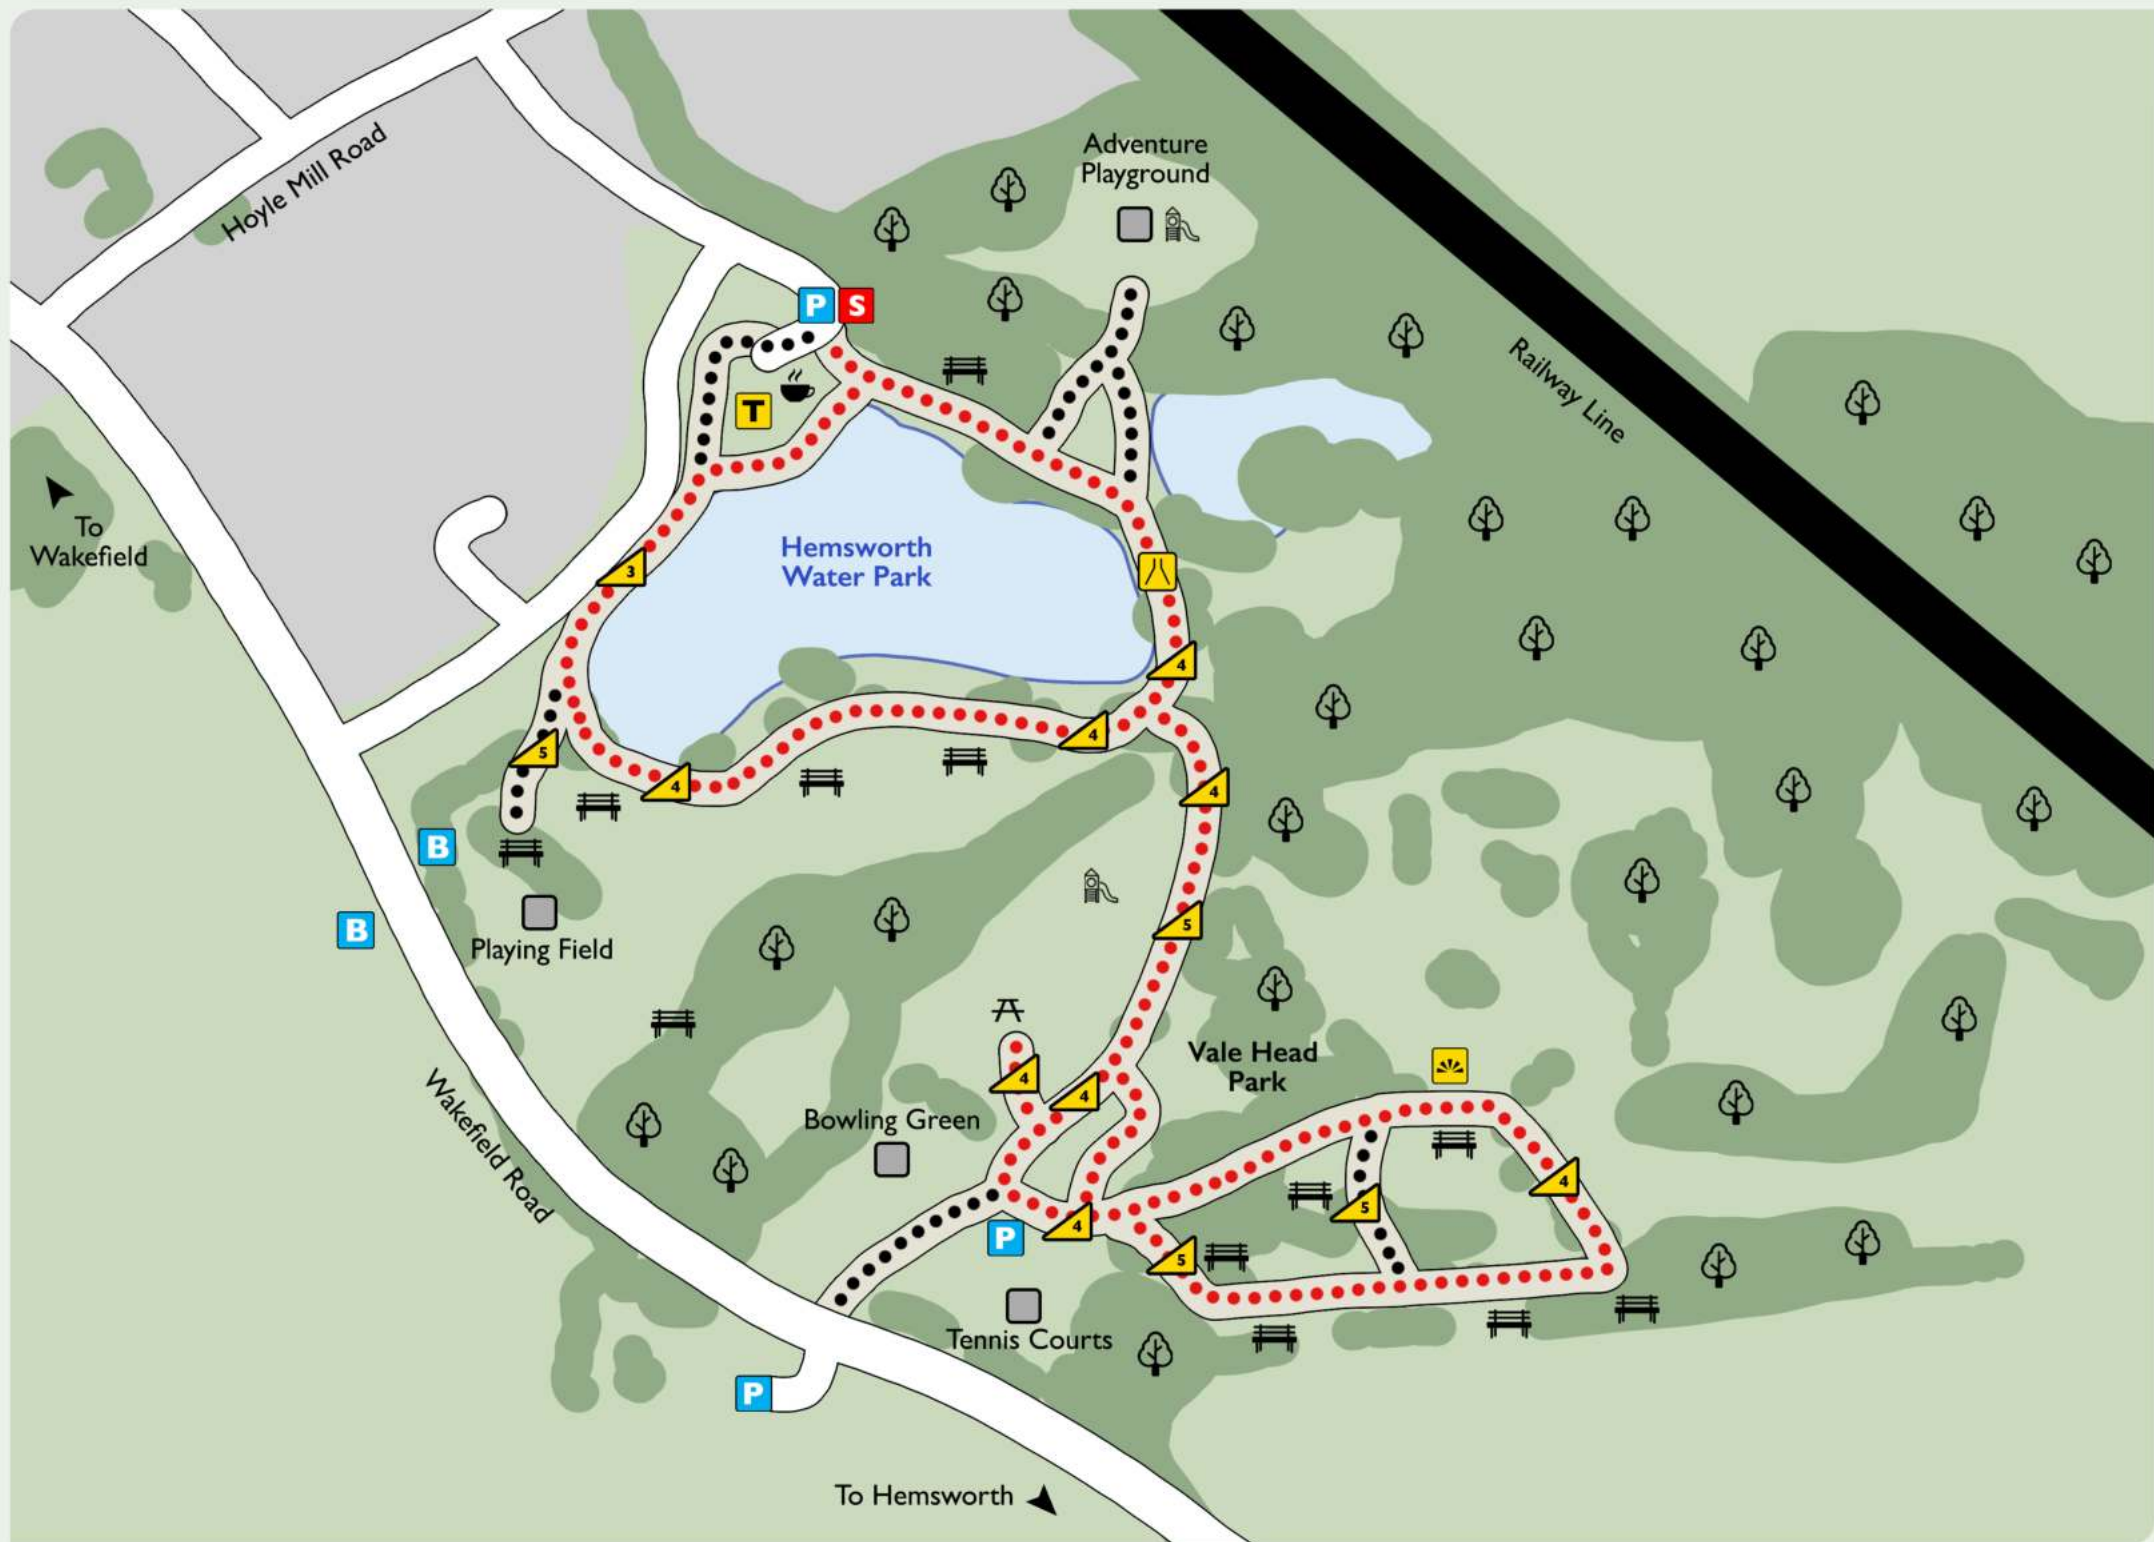 Hoyle Mill Road
Adventure
Playground
P
S
Railway Line
T
To
Wakefield
Hemsworth
Water Park
3
4
4
5
4
4
B
B
5
Playing Field
Vale Head
Park
4
4
Wakefield Road
Bowling Green
4
5
4
P
5
Tennis Courts
P
To Hemsworth